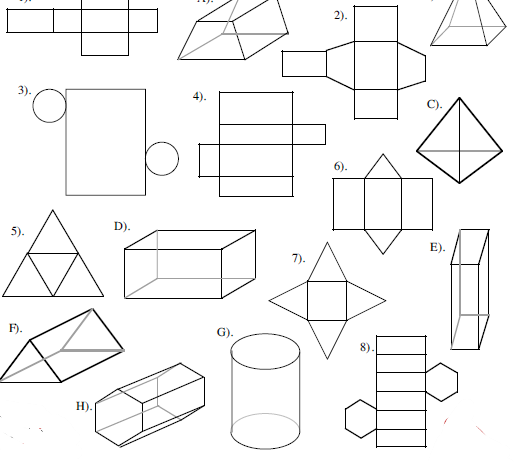 2).
3).
4).
C).
6).
5).
D).
E).
7).
F).
G).
8).
H).